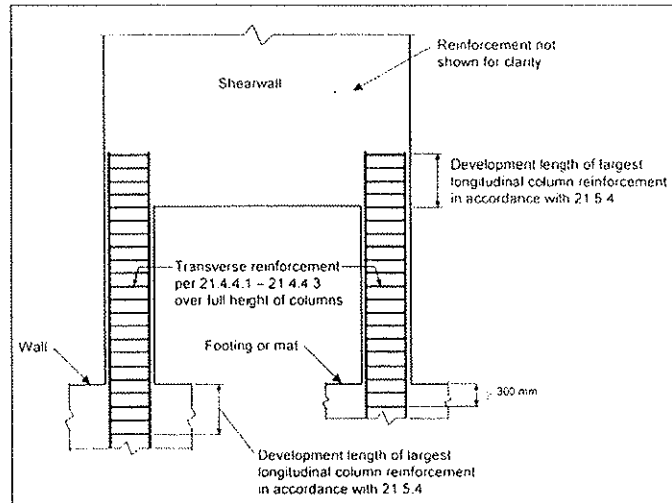 Reinforcement not
shown for clarity
Shearwall
Development length of largest
longitudinal column reinforcement
in accordance with 21.5.4
Transverse reinforcement
per 21.4.4.1 – 21.4.4.3
over full height of columns
Wall
Footing or mat
≥ 300 mm
Development length of largest
longitudinal column reinforcement
in accordance with 21.5.4